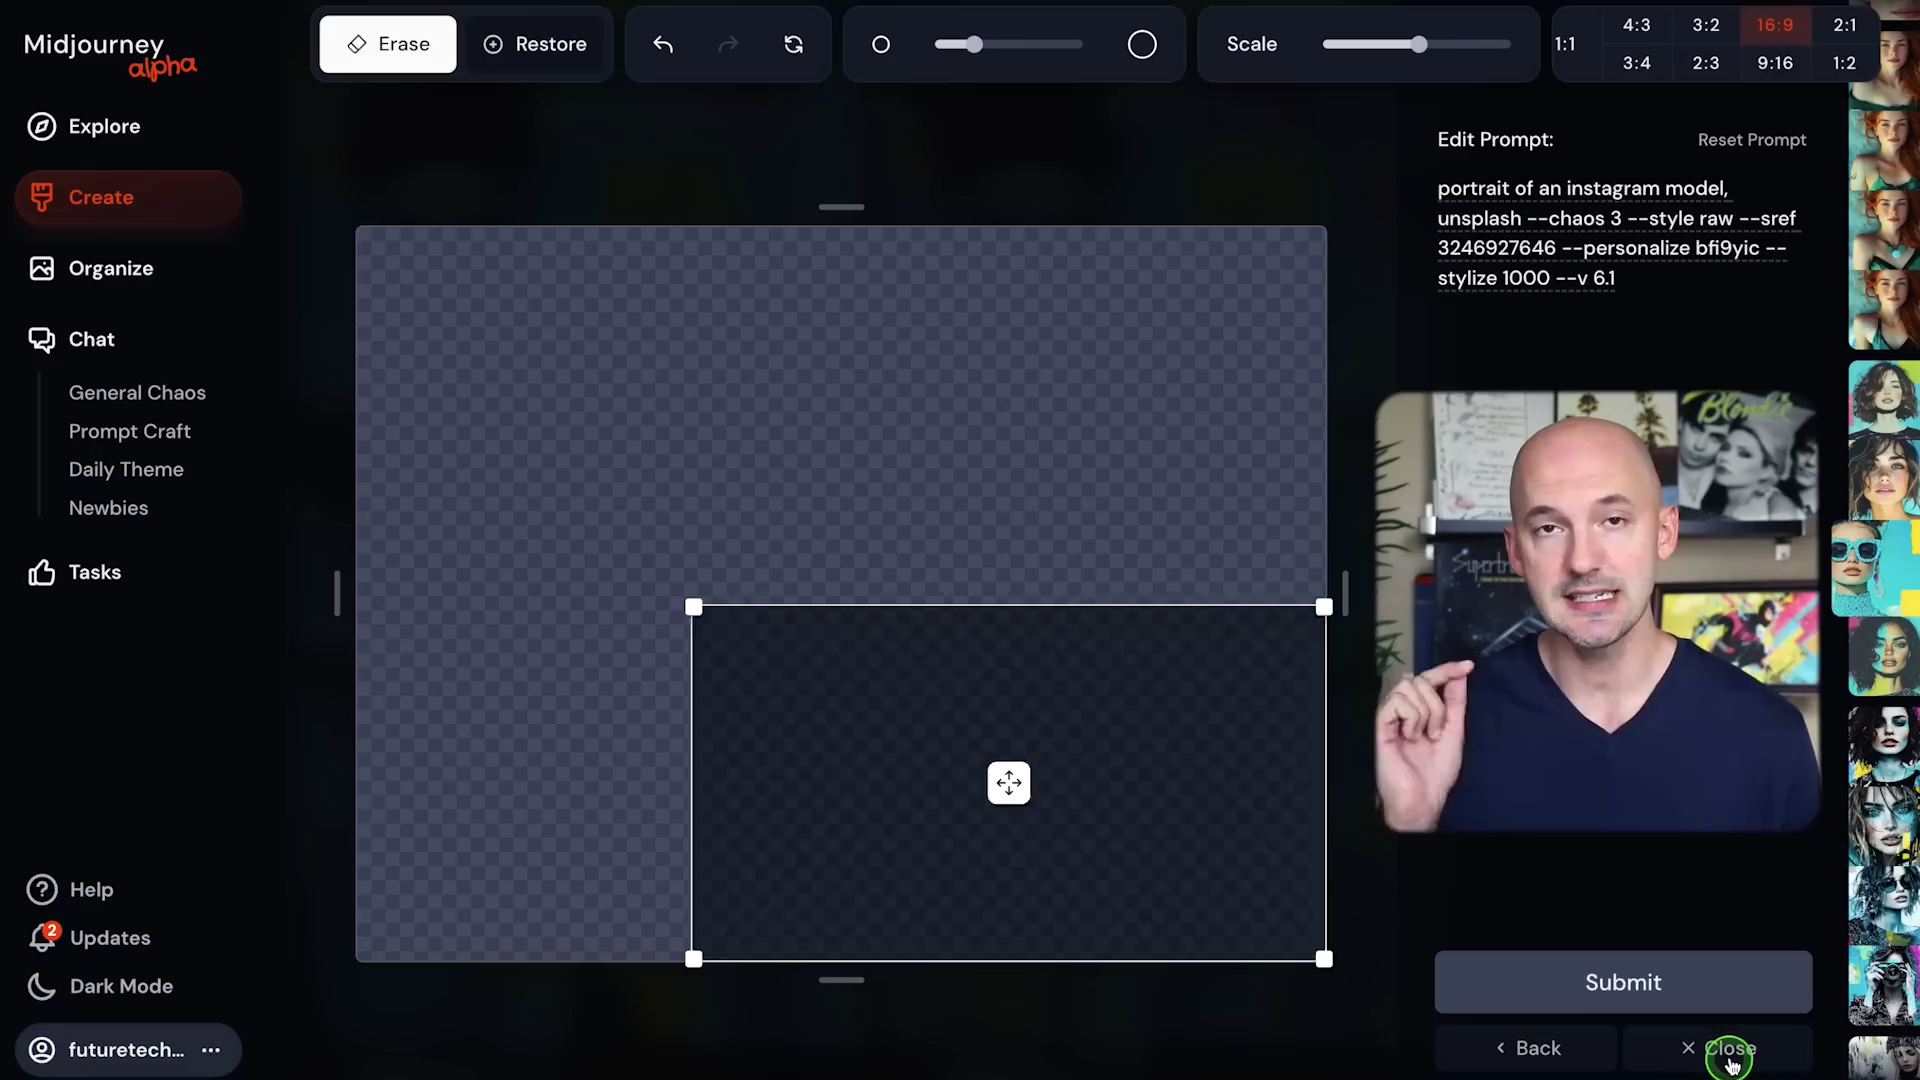 Midjourney
alpha
Explore
Create
Organize
Chat
General Chaos
Prompt Craft
Daily Theme
Newbies
Tasks
Help
2
Updates
Dark Mode
futuretech...
Erase
Restore
Scale
1:1
4:3 3:2 16:9 2:1
3:4 2:3 9:16 1:2
Edit Prompt:
Reset Prompt
portrait of an instagram model,
unsplash --chaos 3 --style raw --sref
3246927646 --personalize bfi9yic --
stylize 1000 --v 6.1
Blondie
Submit
Back
Close